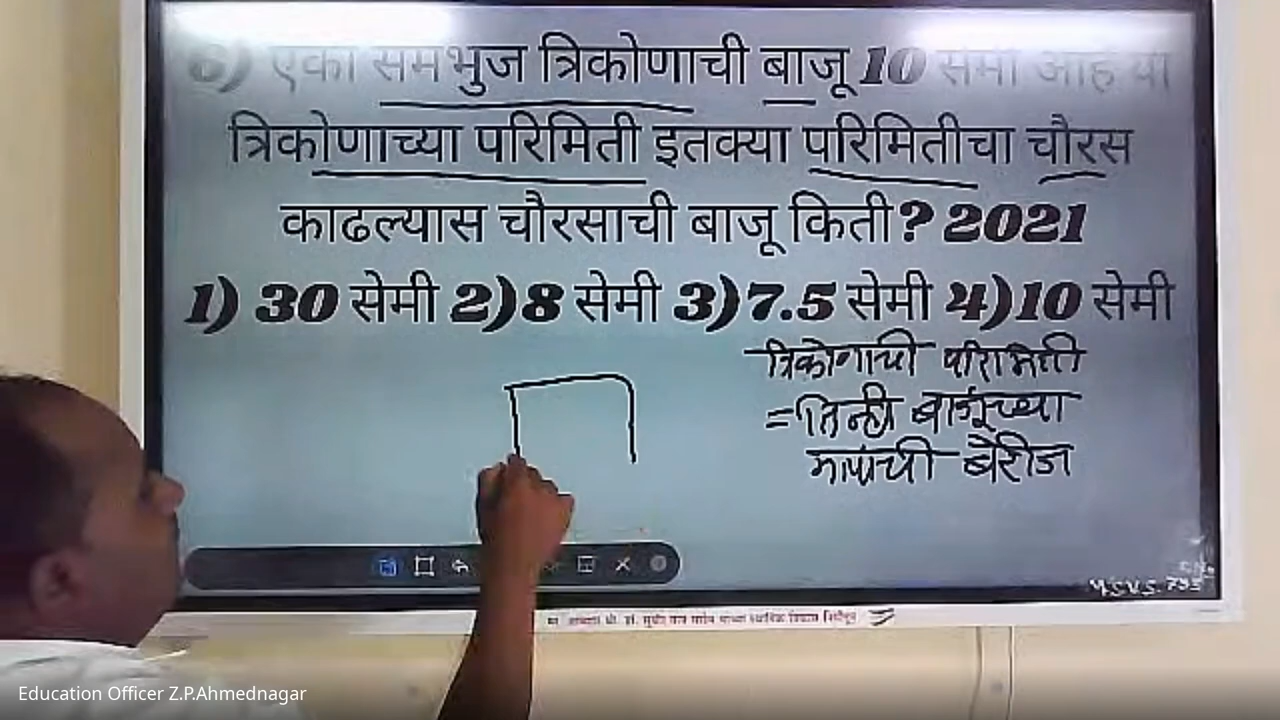 6) एका समभुज त्रिकोणाची बाजू 10 सेमी आहे या
त्रिकोणाच्या परिमिती इतक्या परिमितीचा चौरस
काढल्यास चौरसाची बाजू किती? 2021
1) 30 सेमी 2)8 सेमी 3)7.5 सेमी 4)10 सेमी
त्रिकोणाची परिमिती
=तिन्ही बाजूंच्या
मापांची बेरीज
Education Officer Z.P.Ahmednagar